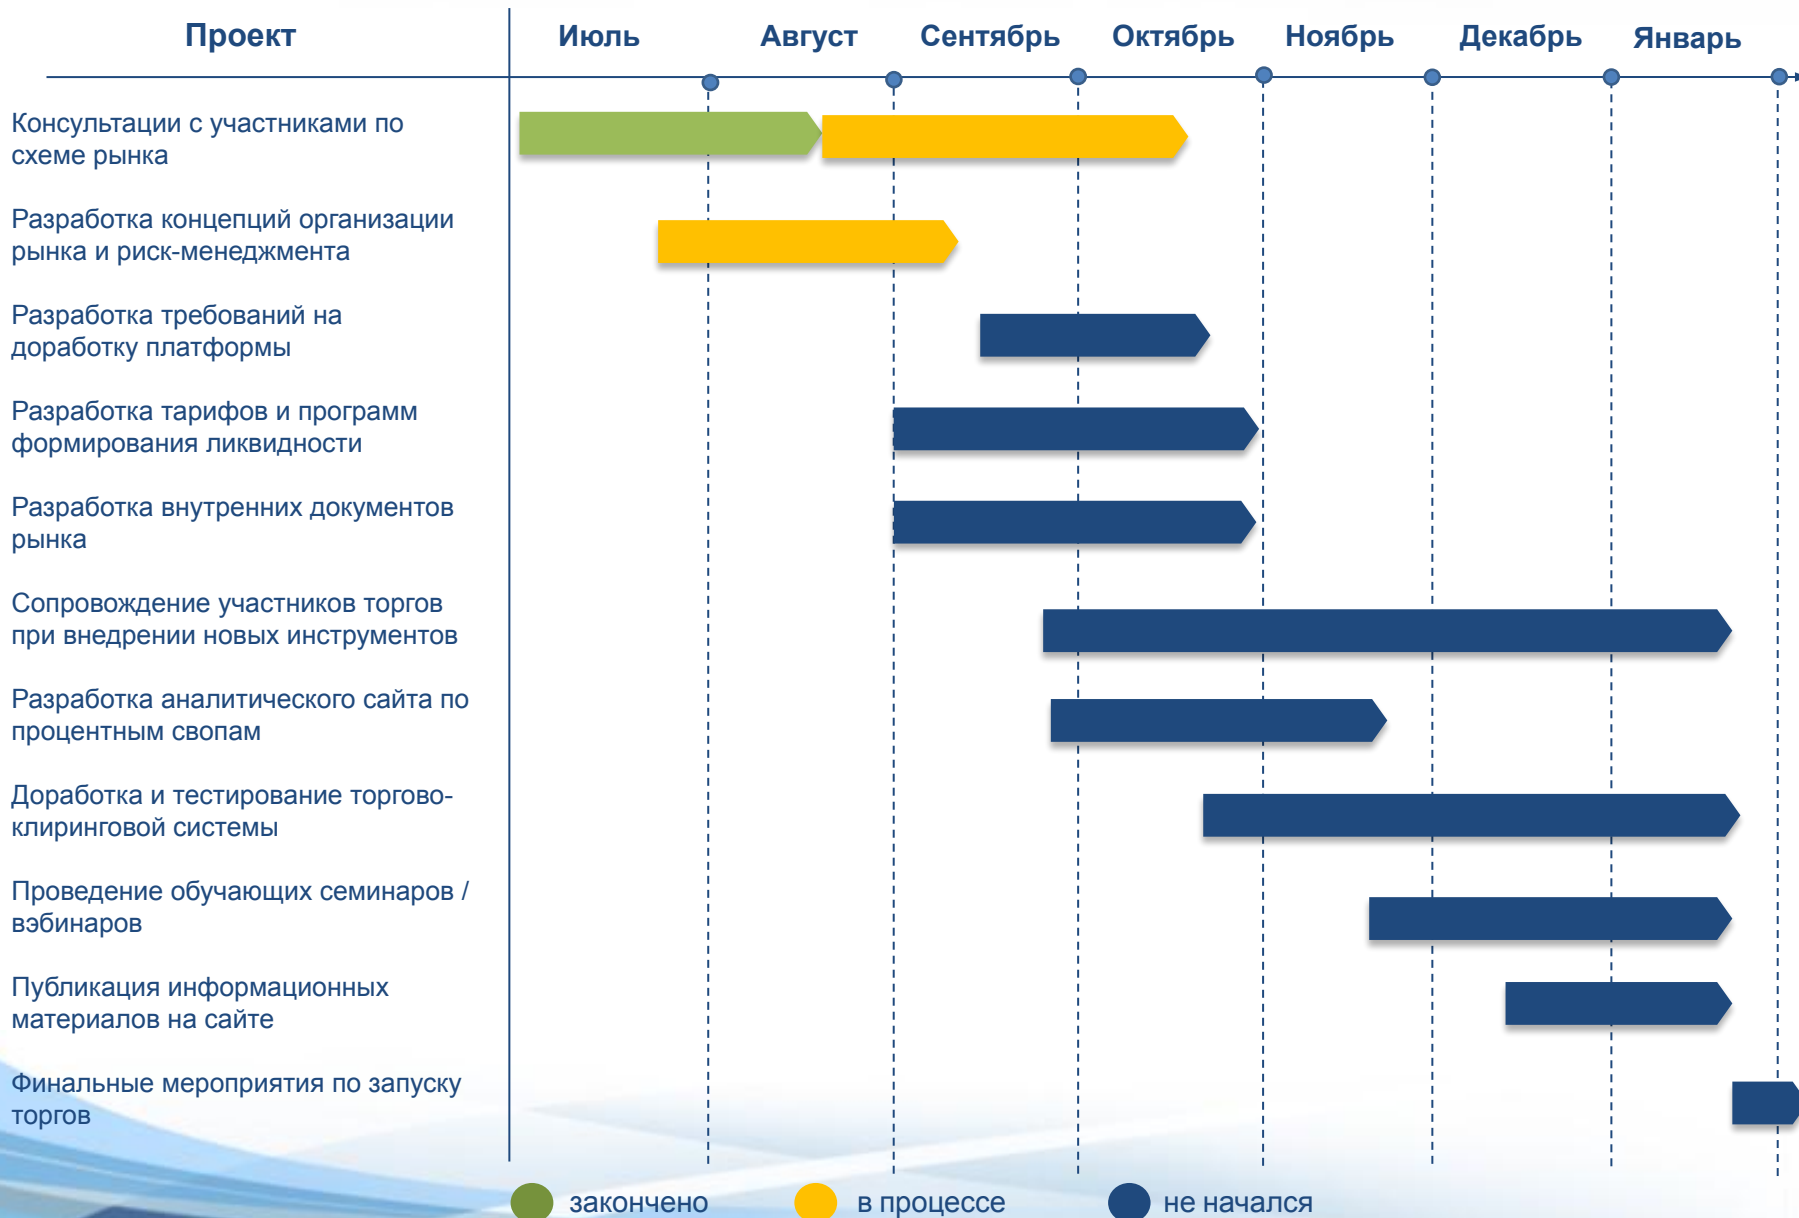 Проект Июль Август Сентябрь Октябрь Ноябрь Декабрь Январь
Консультации с участниками по
схеме рынка
Разработка концепций организации
рынка и риск-менеджмента
Разработка требований на
доработку платформы
Разработка тарифов и программ
формирования ликвидности
Разработка внутренних документов
рынка
Сопровождение участников торгов
при внедрении новых инструментов
Разработка аналитического сайта по
процентным свопам
Доработка и тестирование торгово-
клиринговой системы
Проведение обучающих семинаров /
вэбинаров
Публикация информационных
материалов на сайте
Финальные мероприятия по запуску
торгов
закончено в процессе не начался